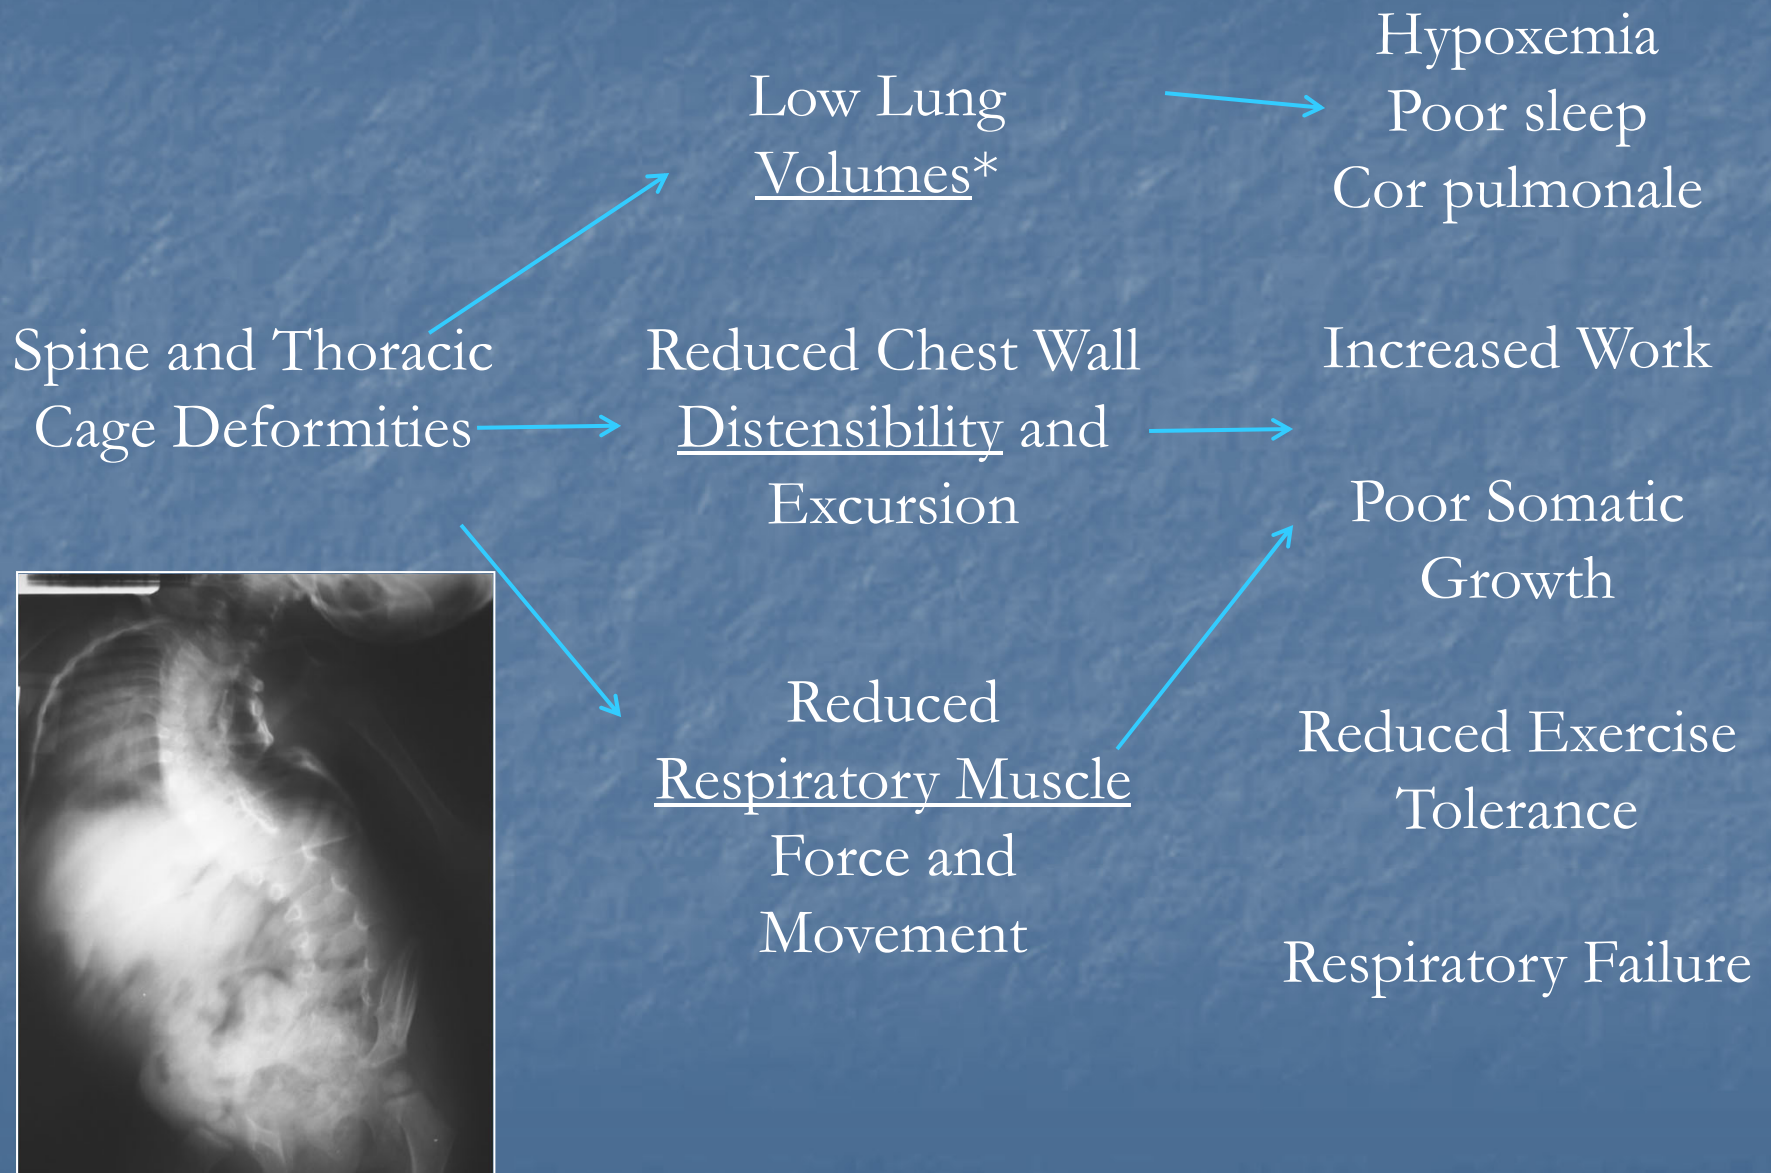 Spine and Thoracic
Cage Deformities
Low Lung
Volumes*
Reduced Chest Wall
Distensibility and
Excursion
Reduced
Respiratory Muscle
Force and
Movement
Hypoxemia
Poor sleep
Cor pulmonale
Increased Work
Poor Somatic
Growth
Reduced Exercise
Tolerance
Respiratory Failure